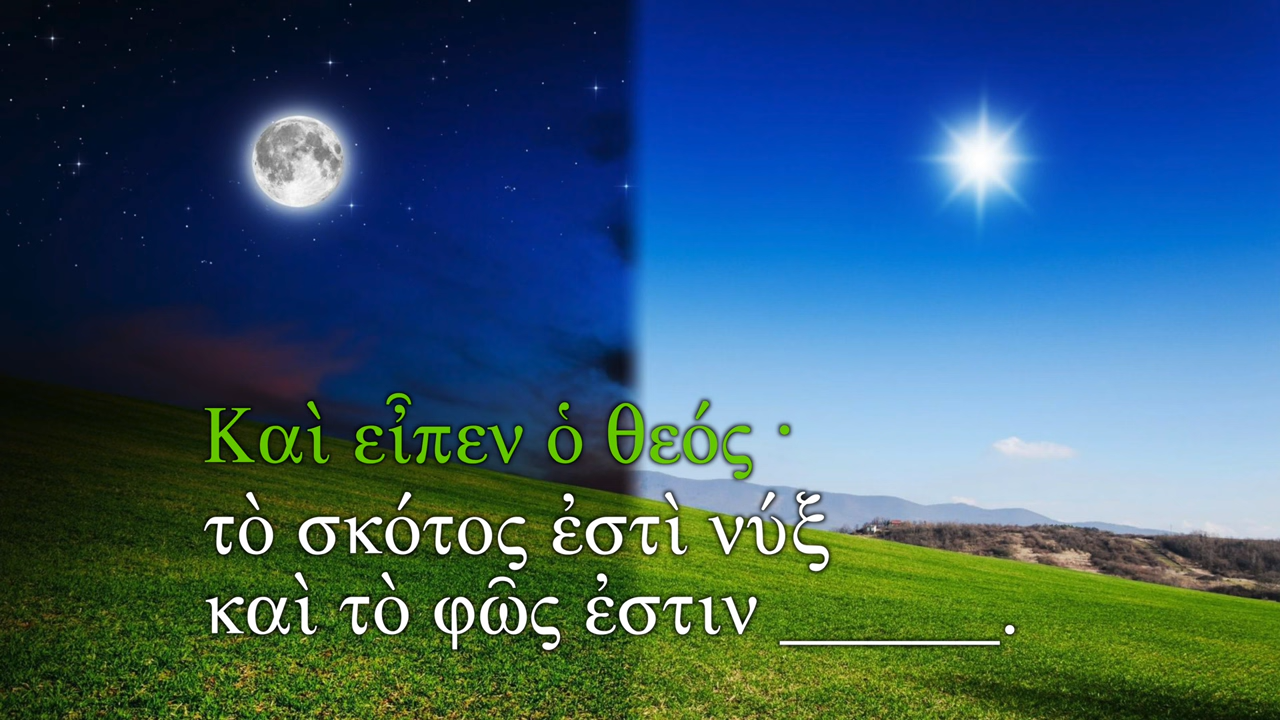 Καὶ εἶπεν ὁ θεός ·
τὸ σκότος ἐστὶ νύξ
καὶ τὸ φῶς ἐστιν ______.